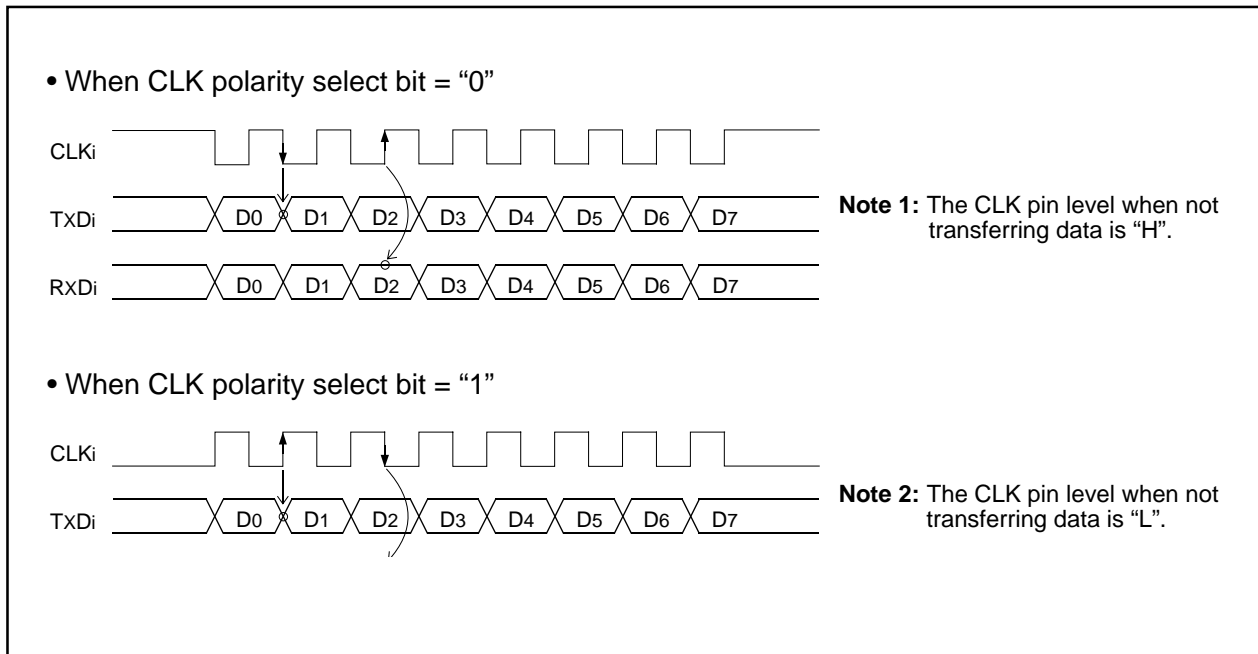 • When CLK polarity select bit = “0”
CLKi
TXDi D0 D1 D2 D3 D4 D5 D6 D7
RXDi D0 D1 D2 D3 D4 D5 D6 D7
Note 1: The CLK pin level when not
transferring data is “H”.
• When CLK polarity select bit = “1”
CLKi
TXDi D0 D1 D2 D3 D4 D5 D6 D7
Note 2: The CLK pin level when not
transferring data is “L”.